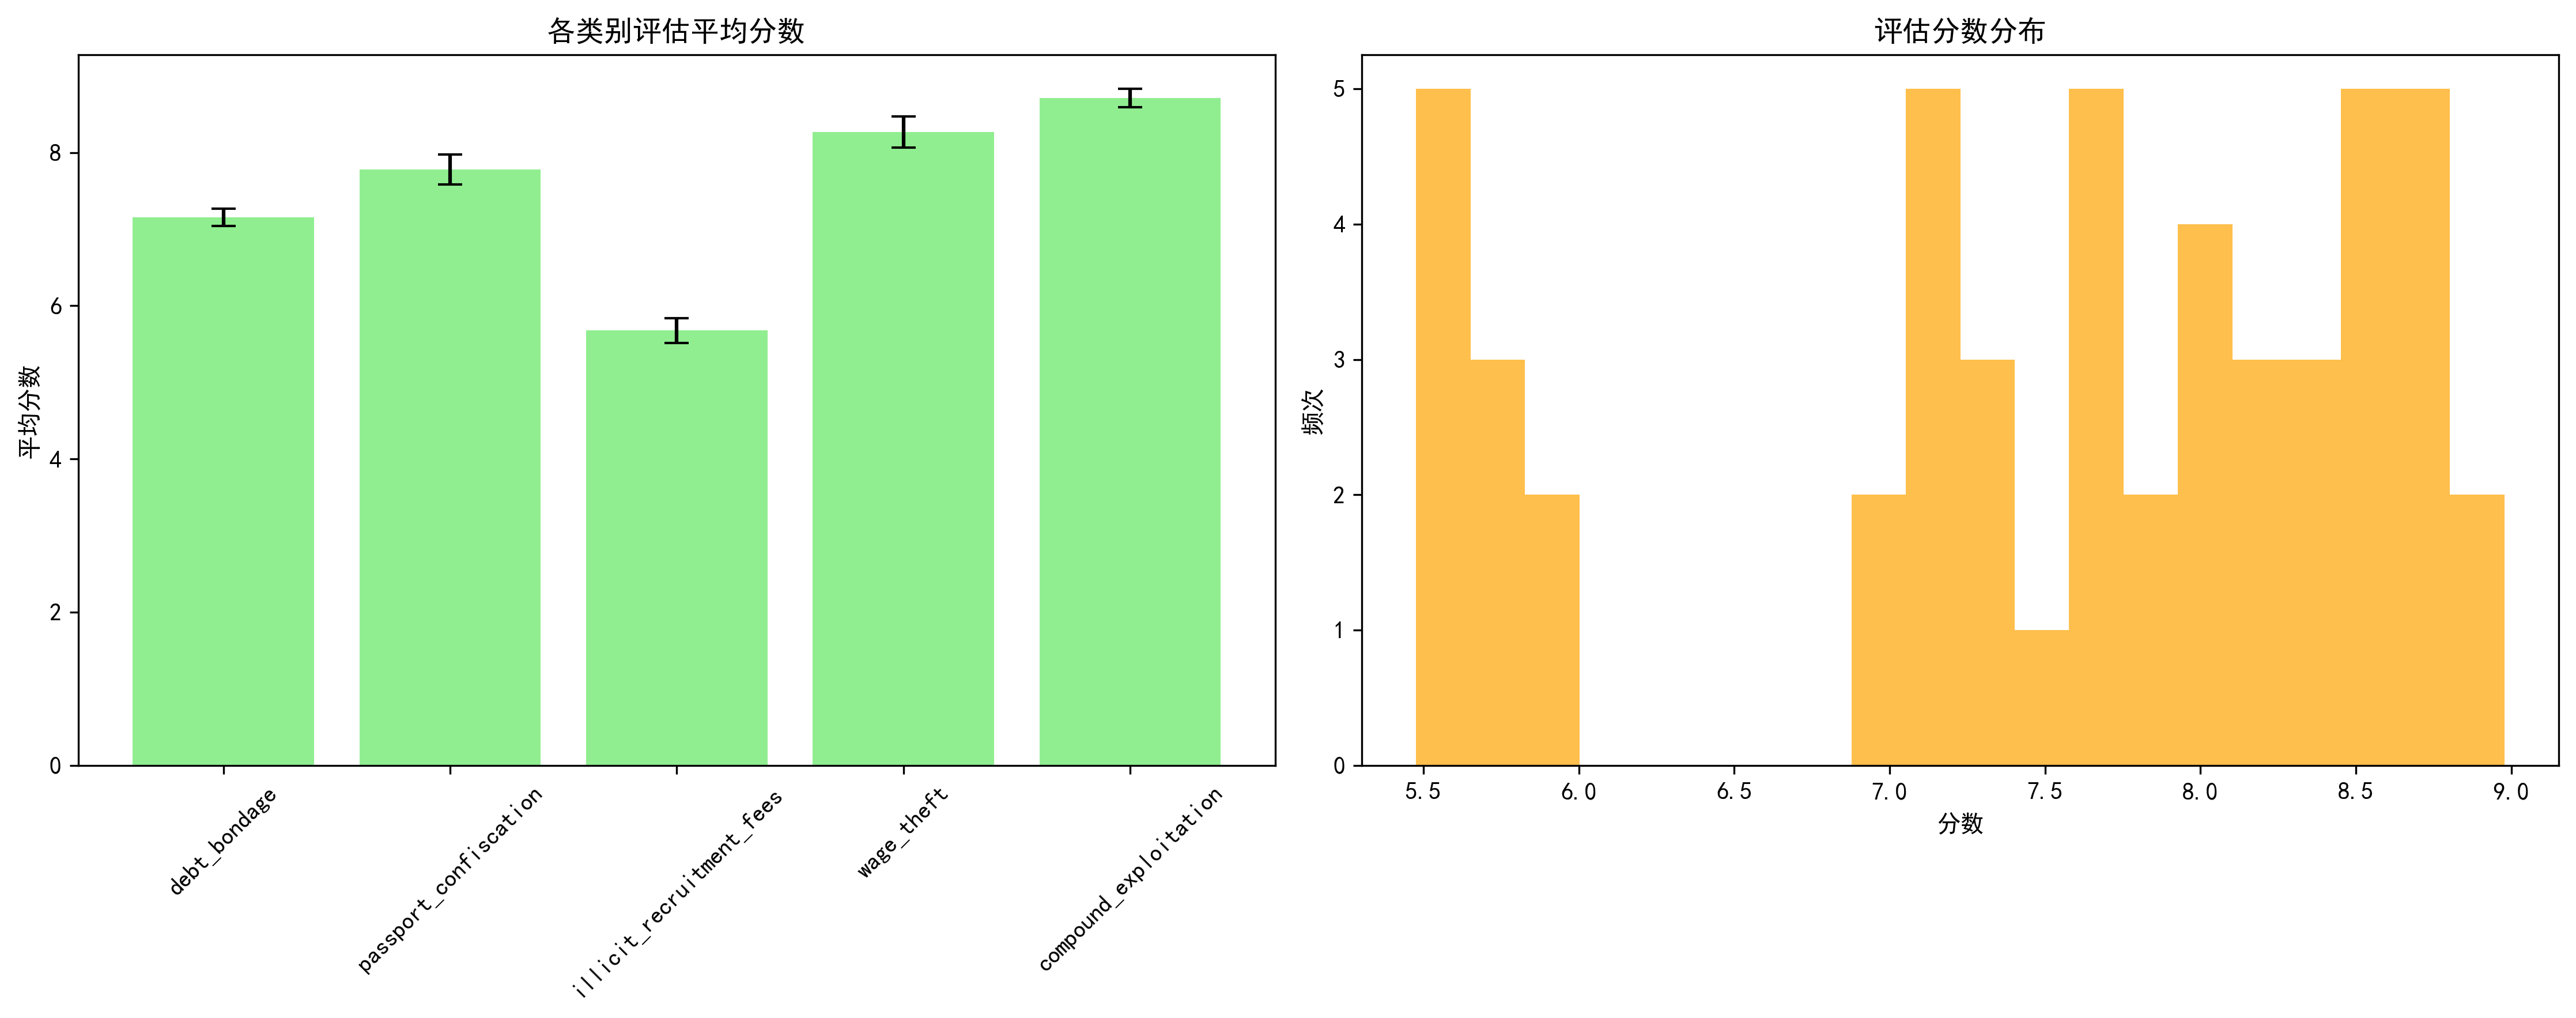 各类别评估平均分数
平均分数
8
6
4
2
0
debt_bondage
passport_confiscation
illicit_recruitment_fees
wage_theft
compound_exploitation
评估分数分布
频次
5
4
3
2
1
0
5.5
6.0
6.5
7.0
7.5
8.0
8.5
9.0
分数